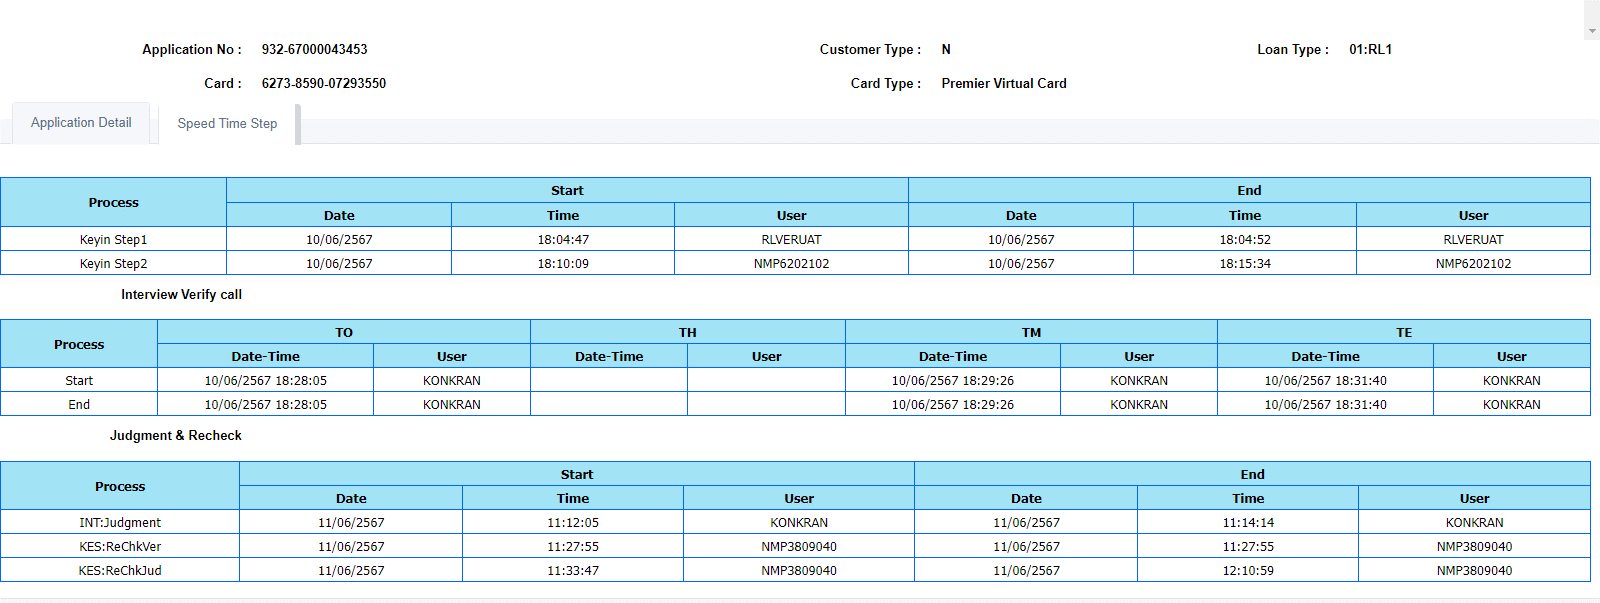 Application No : 932-67000043453 Customer Type : N Loan Type : 01:RL1
Card : 6273-8590-07293550 Card Type : Premier Virtual Card
Application Detail Speed Time Step
Process Start End
Date Time User Date Time User
Keyin Step1 10/06/2567 18:04:47 RLVERUAT 10/06/2567 18:04:52 RLVERUAT
Keyin Step2 10/06/2567 18:10:09 NMP6202102 10/06/2567 18:15:34 NMP6202102
Interview Verify call
Process TO TH TM TE
Date-Time User Date-Time User Date-Time User Date-Time User
Start 10/06/2567 18:28:05 KONKRAN 10/06/2567 18:29:26 KONKRAN 10/06/2567 18:31:40 KONKRAN
End 10/06/2567 18:28:05 KONKRAN 10/06/2567 18:29:26 KONKRAN 10/06/2567 18:31:40 KONKRAN
Judgment & Recheck
Process Start End
Date Time User Date Time User
INT:Judgment 11/06/2567 11:12:05 KONKRAN 11/06/2567 11:14:14 KONKRAN
KES:ReChkVer 11/06/2567 11:27:55 NMP3809040 11/06/2567 11:27:55 NMP3809040
KES:ReChkJud 11/06/2567 11:33:47 NMP3809040 11/06/2567 12:10:59 NMP3809040